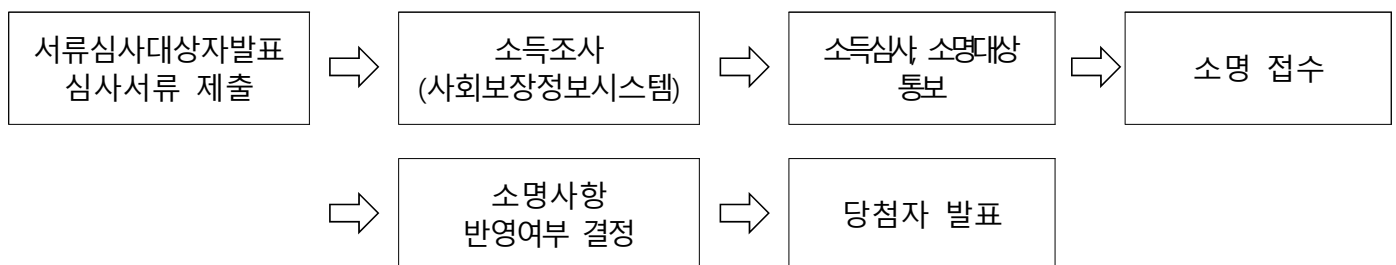 서류심사대상자발표
심사서류 제출
소득조사
(사회보장정보시스템)
소득심사, 소명대상
통보
소명 접수
소명사항
반영여부 결정
당첨자 발표